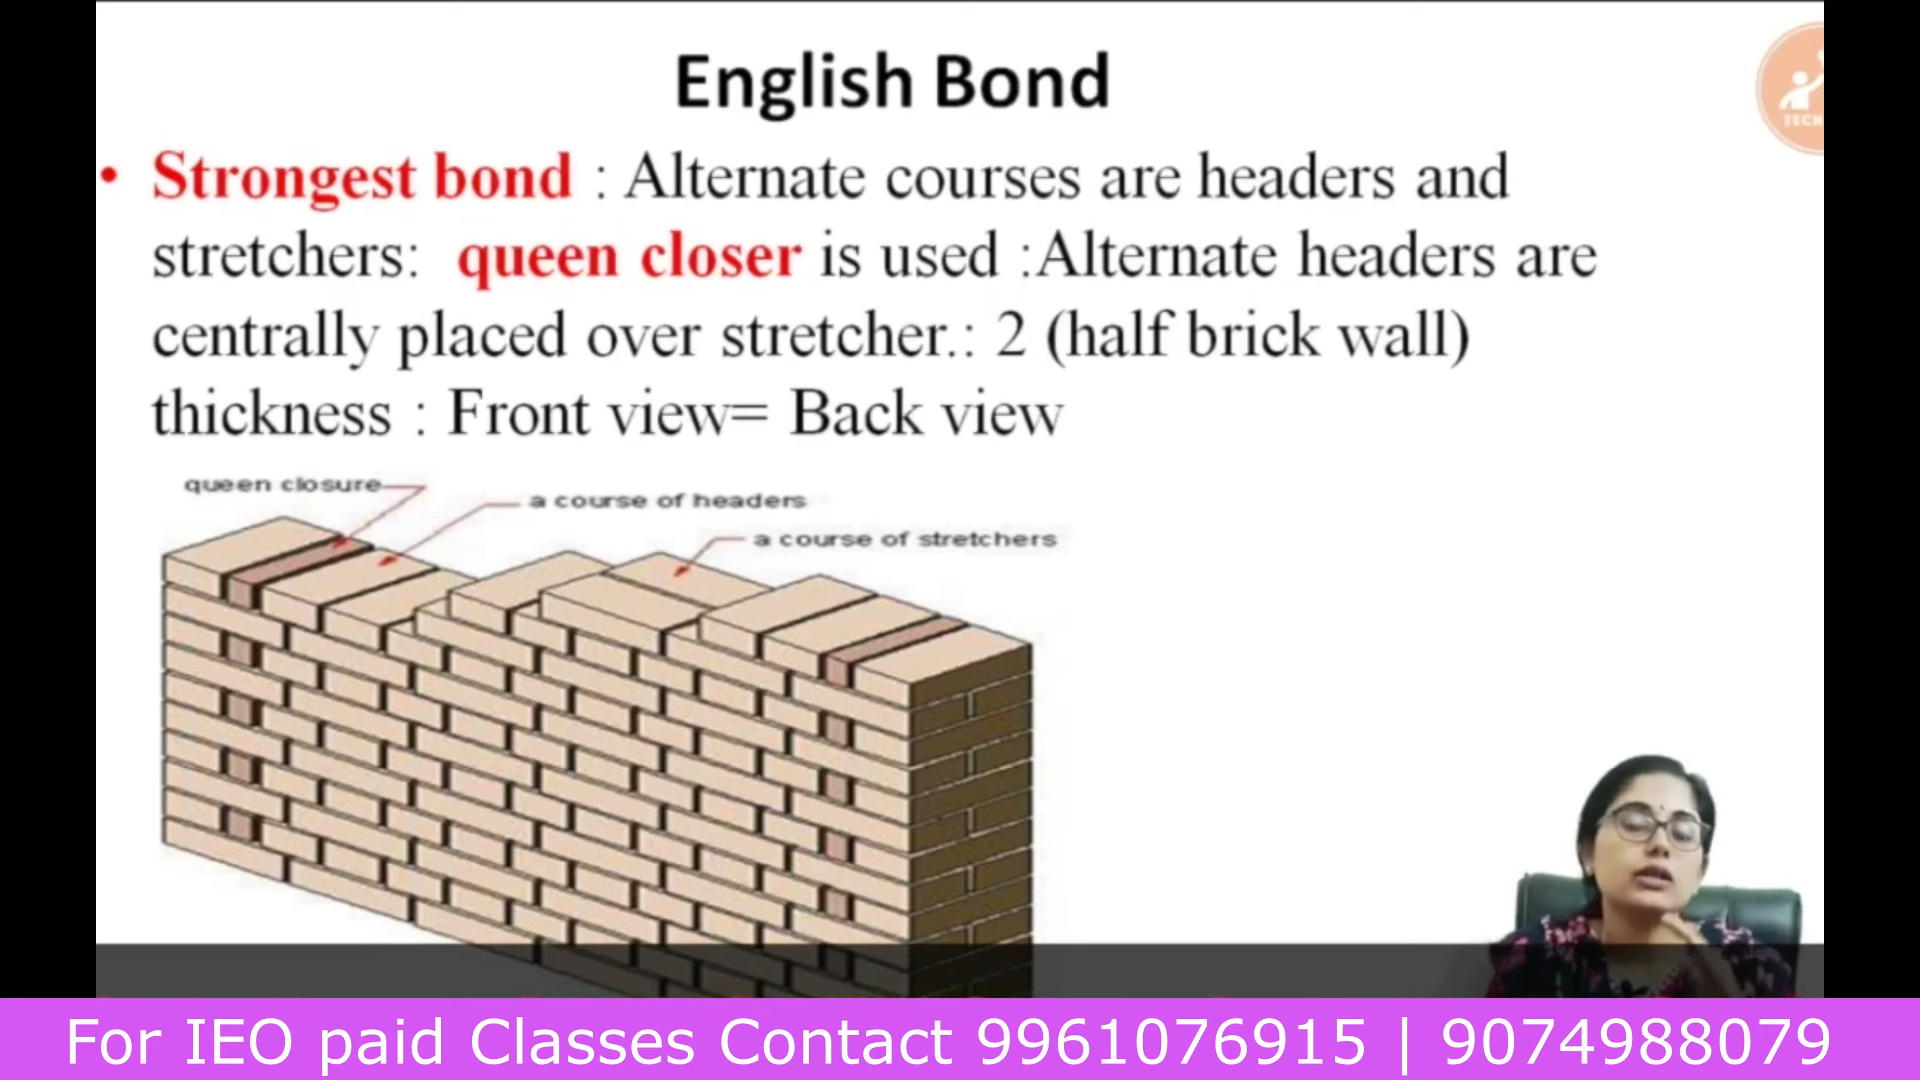 English Bond
TECH
• Strongest bond : Alternate courses are headers and
stretchers: queen closer is used :Alternate headers are
centrally placed over stretcher.: 2 (half brick wall)
thickness : Front view= Back view
queen closure
a course of headers
a course of stretchers
For IEO paid Classes Contact 9961076915 | 9074988079